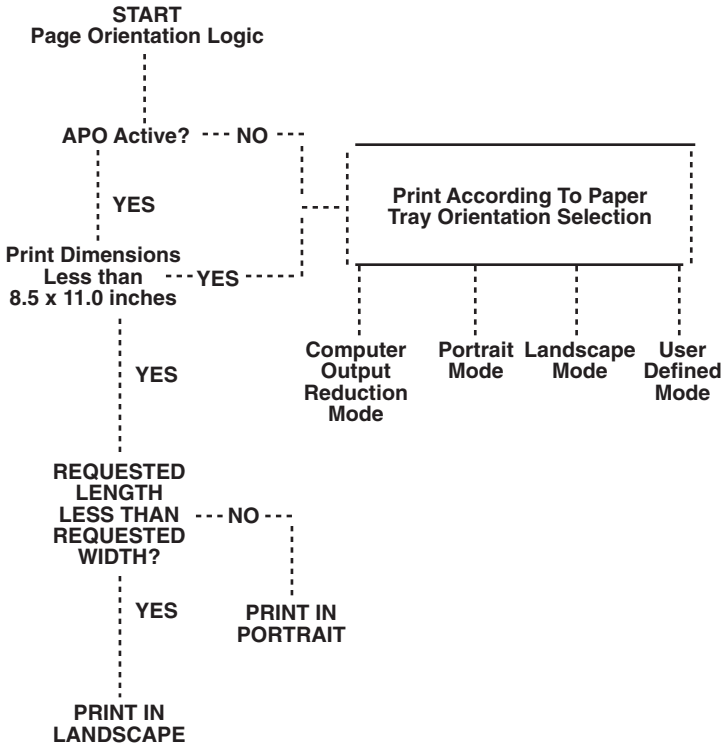 START
Page Orientation Logic
APO Active?
NO
YES
Print According To Paper
Tray Orientation Selection
Print Dimensions
Less than
8.5 x 11.0 inches
YES
Computer
Output
Reduction
Mode
Portrait
Mode
Landscape
Mode
User
Defined
Mode
YES
REQUESTED
LENGTH
LESS THAN
REQUESTED
WIDTH?
NO
YES
PRINT IN
PORTRAIT
PRINT IN
LANDSCAPE